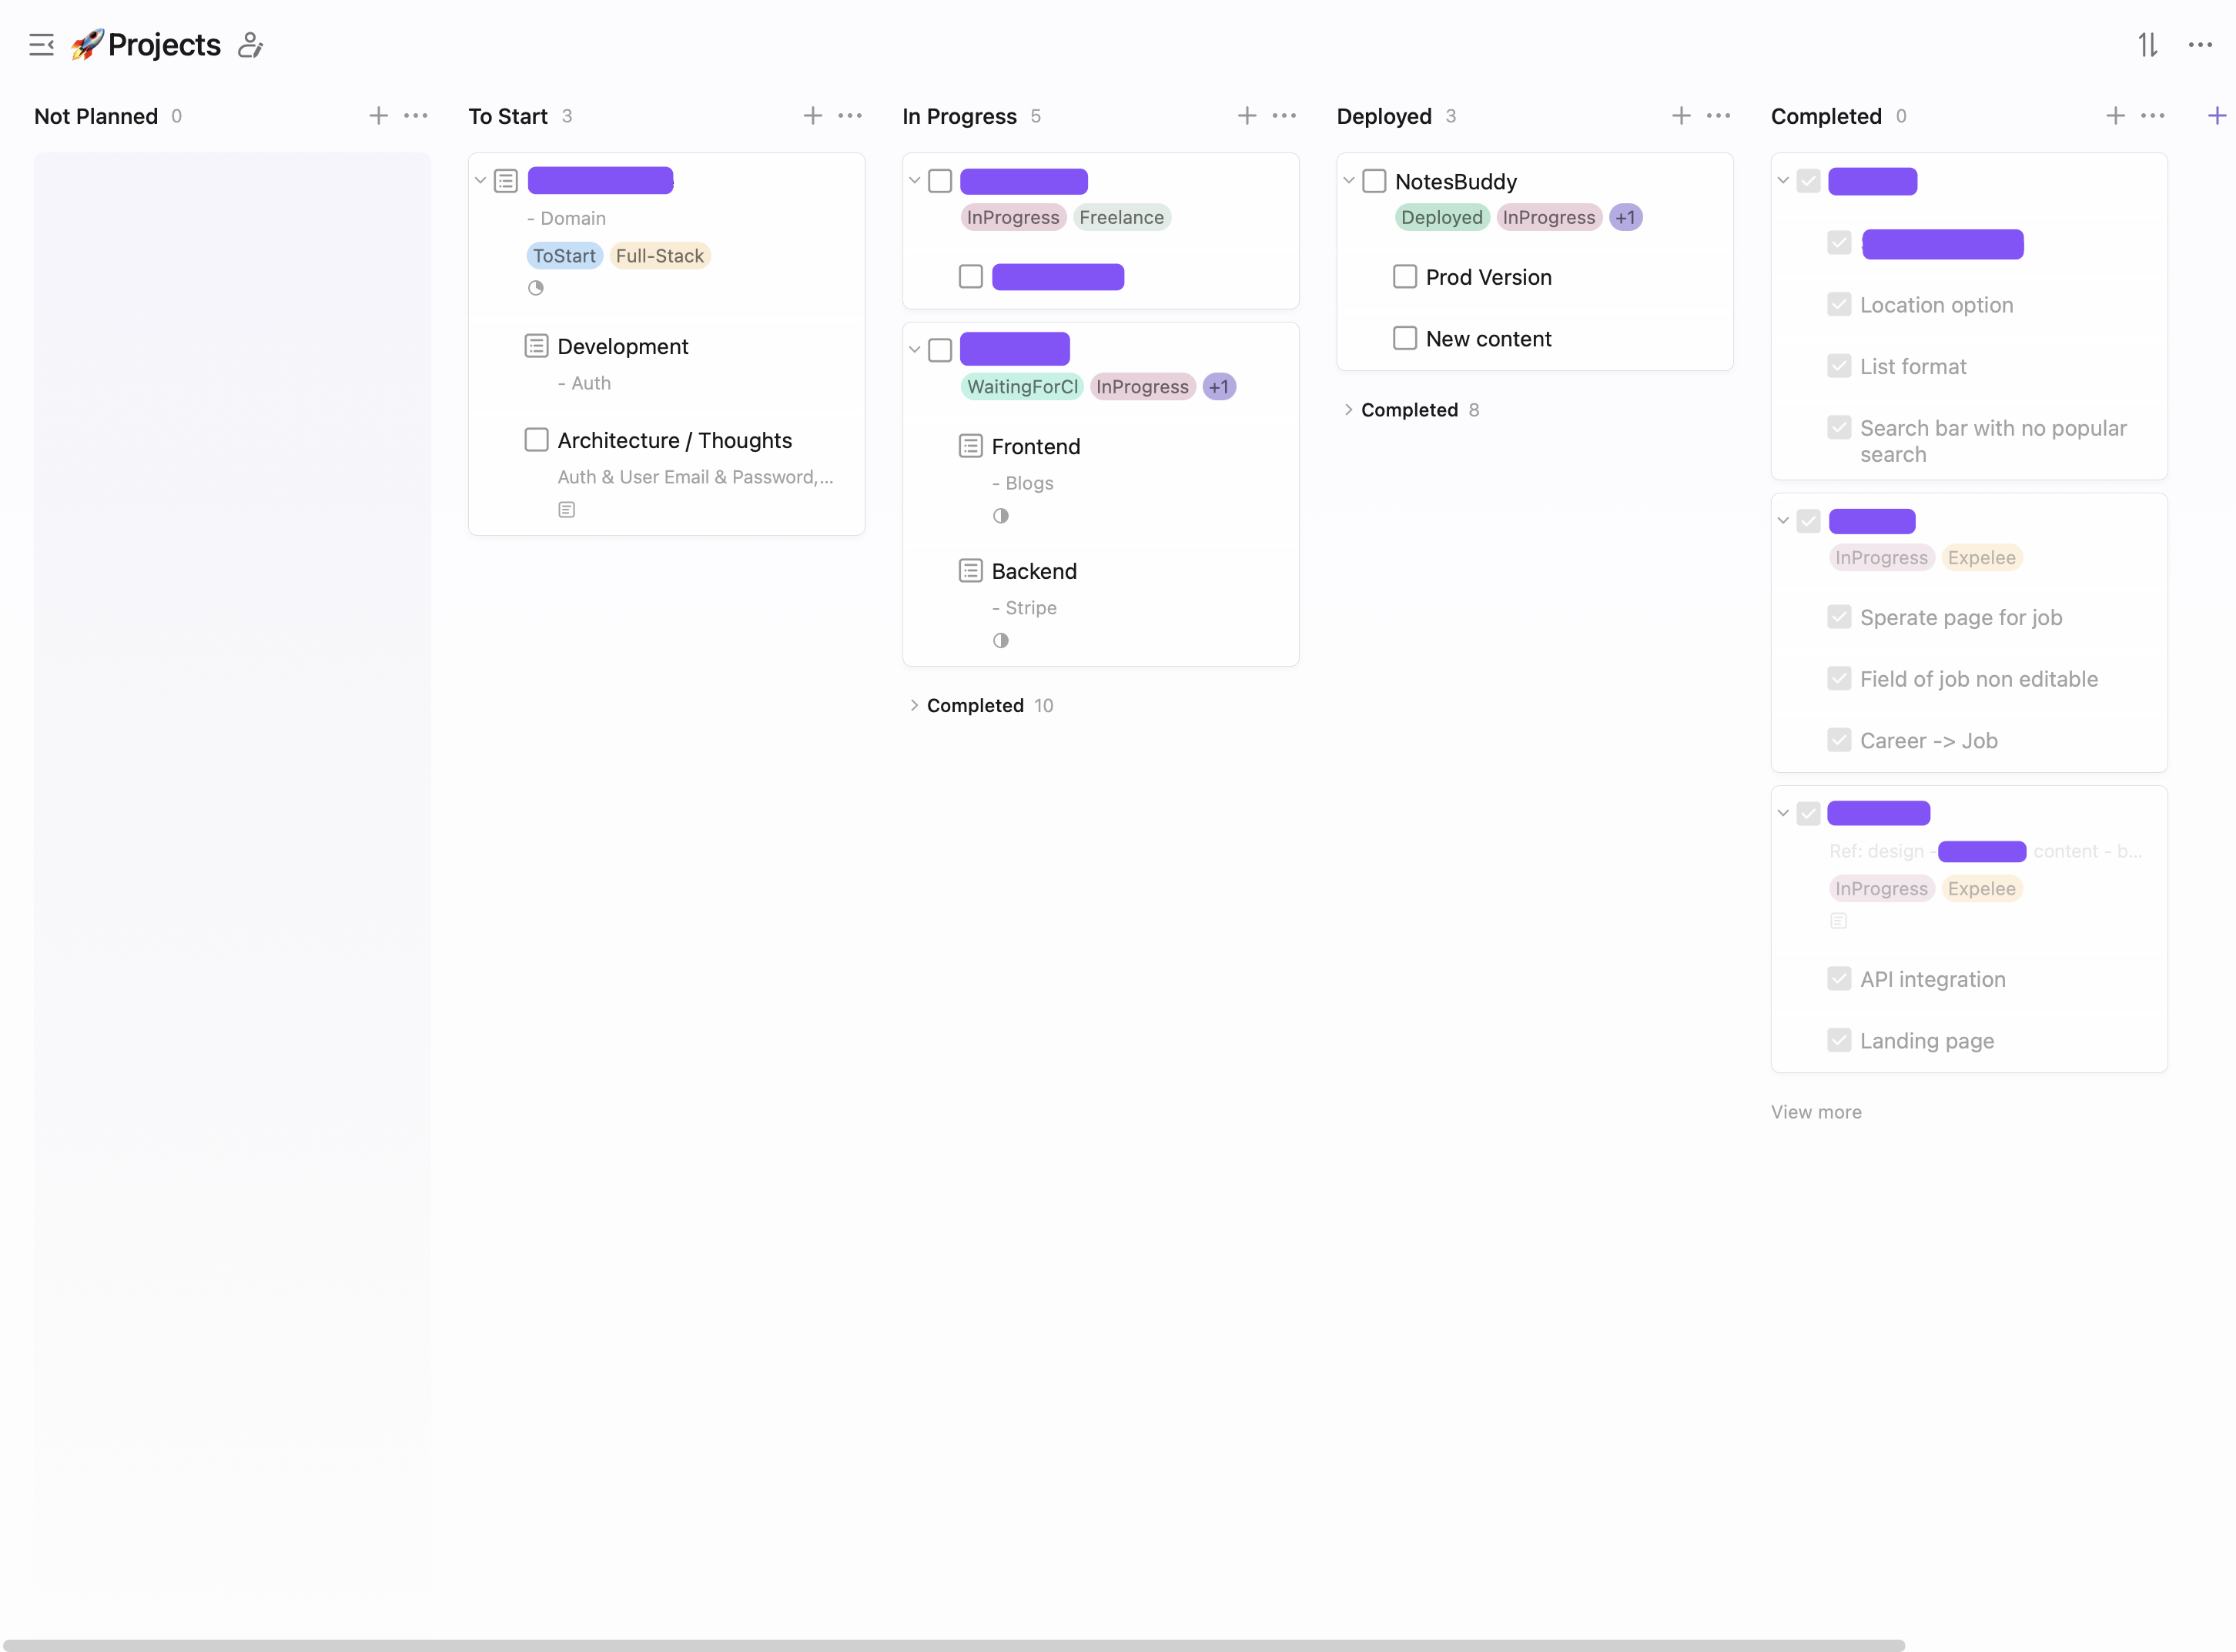 🚀Projects
Not Planned 0
To Start 3
- Domain
ToStart Full-Stack
Development
- Auth
Architecture / Thoughts
Auth & User Email & Password,...
In Progress 5
InProgress Freelance
WaitingForCl InProgress +1
Frontend
- Blogs
Backend
- Stripe
Completed 10
Deployed 3
NotesBuddy
Deployed InProgress +1
Prod Version
New content
Completed 8
Completed 0
Location option
List format
Search bar with no popular
search
InProgress Expelee
Sperate page for job
Field of job non editable
Career -> Job
Ref: design - content - b...
InProgress Expelee
API integration
Landing page
View more